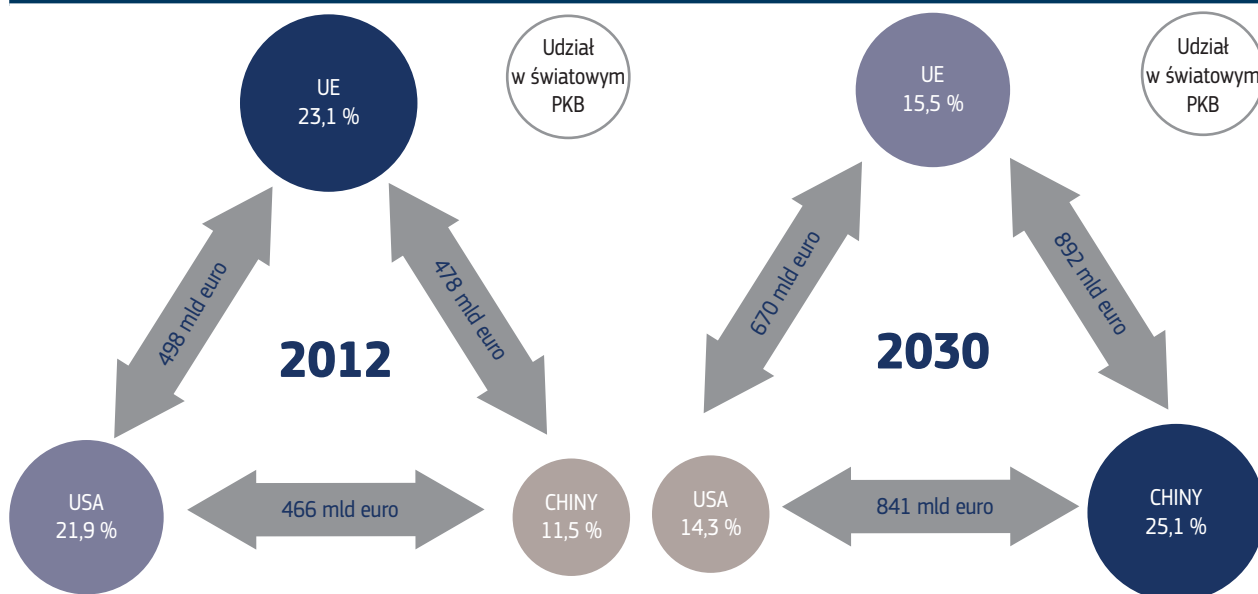 UE
23,1 %
Udział
w światowym
PKB
498 mld euro
478 mld euro
2012
USA
21,9 %
466 mld euro
CHINY
11,5 %
UE
15,5 %
Udział
w światowym
PKB
670 mld euro
892 mld euro
2030
USA
14,3 %
841 mld euro
CHINY
25,1 %